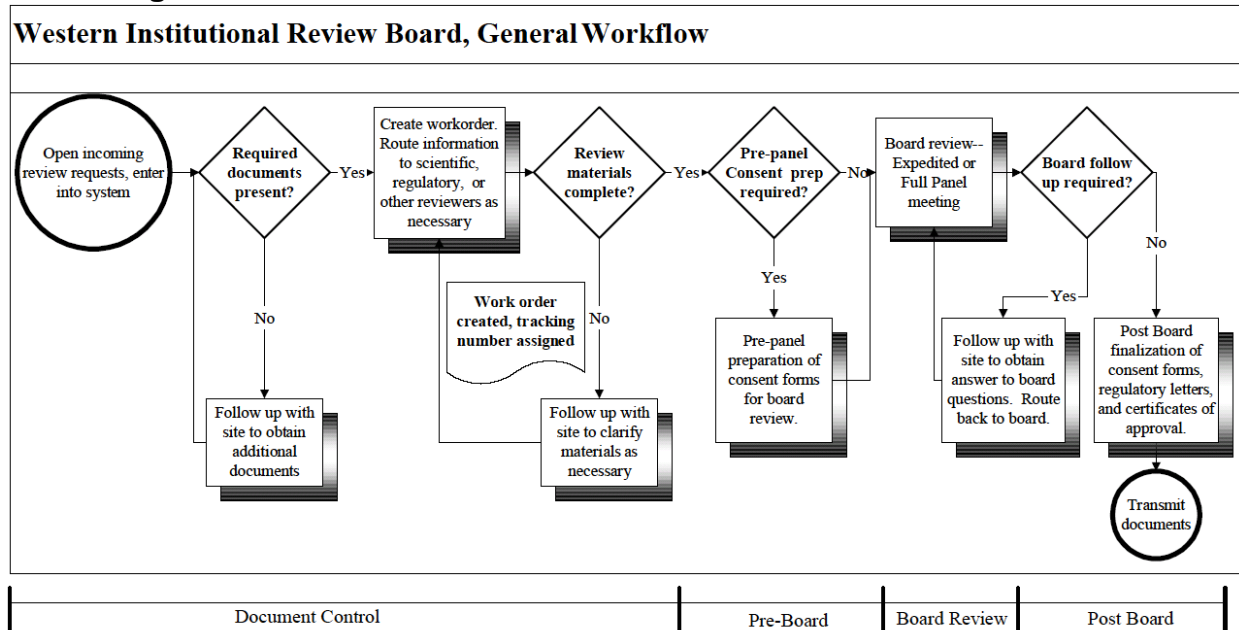 Western Institutional Review Board, General Workflow
Open incoming
review requests, enter
into system
Required
documents
present?
Yes
No
Follow up with
site to obtain
additional
documents
Create workorder.
Route information
to scientific,
regulatory, or
other reviewers as
necessary
Work order
created, tracking
number assigned
Review
materials
complete?
Yes
No
Follow up with
site to clarify
materials as
necessary
Pre-panel
Consent prep
required?
No
Yes
Pre-panel
preparation of
consent forms
for board
review.
Board review--
Expedited or
Full Panel
meeting
Board follow
up required?
Yes
No
Follow up with
site to obtain
answer to board
questions. Route
back to board.
Post Board
finalization of
consent forms,
regulatory letters,
and certificates of
approval.
Transmit
documents
Document Control
Pre-Board
Board Review
Post Board